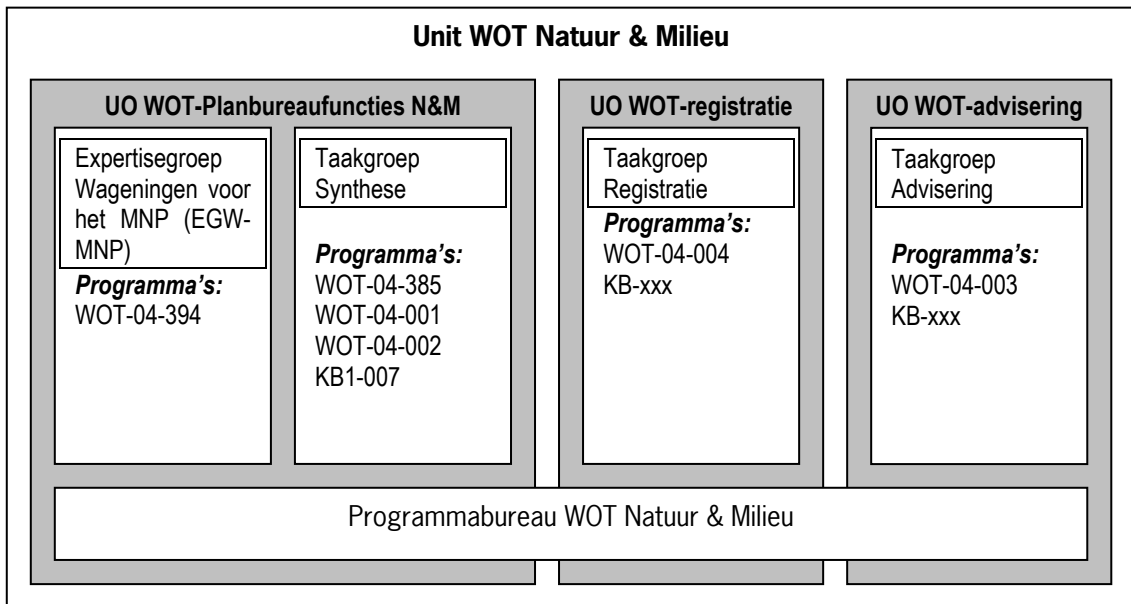 Unit WOT Natuur & Milieu
UO WOT-Planbureaufuncties N&M
Expertisegroep
Wageningen voor
het MNP (EGW-
MNP)
Programma's:
WOT-04-394
Taakgroep
Synthese
Programma's:
WOT-04-385
WOT-04-001
WOT-04-002
KB1-007
UO WOT-registratie
Taakgroep
Registratie
Programma's:
WOT-04-004
KB-xxx
UO WOT-advisering
Taakgroep
Advisering
Programma's:
WOT-04-003
KB-xxx
Programmabureau WOT Natuur & Milieu